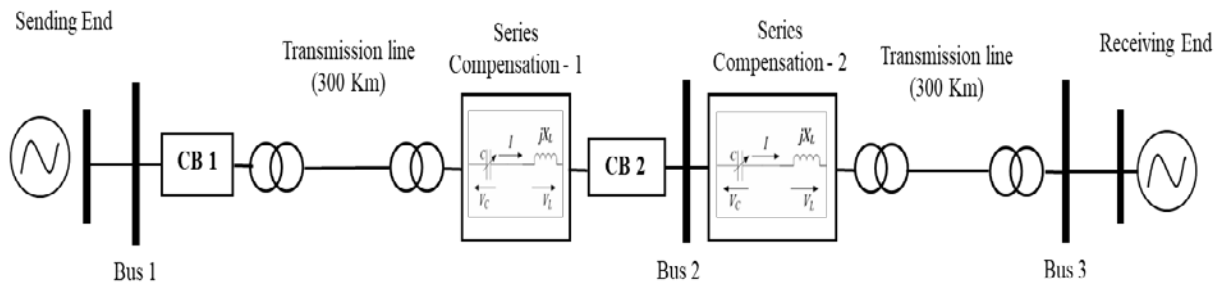 Sending End
Transmission line
(300 Km)
Series
Compensation - 1
Series
Compensation - 2
Transmission line
(300 Km)
Receiving End
CB 1
C
I
jXL
VC
VL
CB 2
C
I
jXL
VC
VL
Bus 1
Bus 2
Bus 3